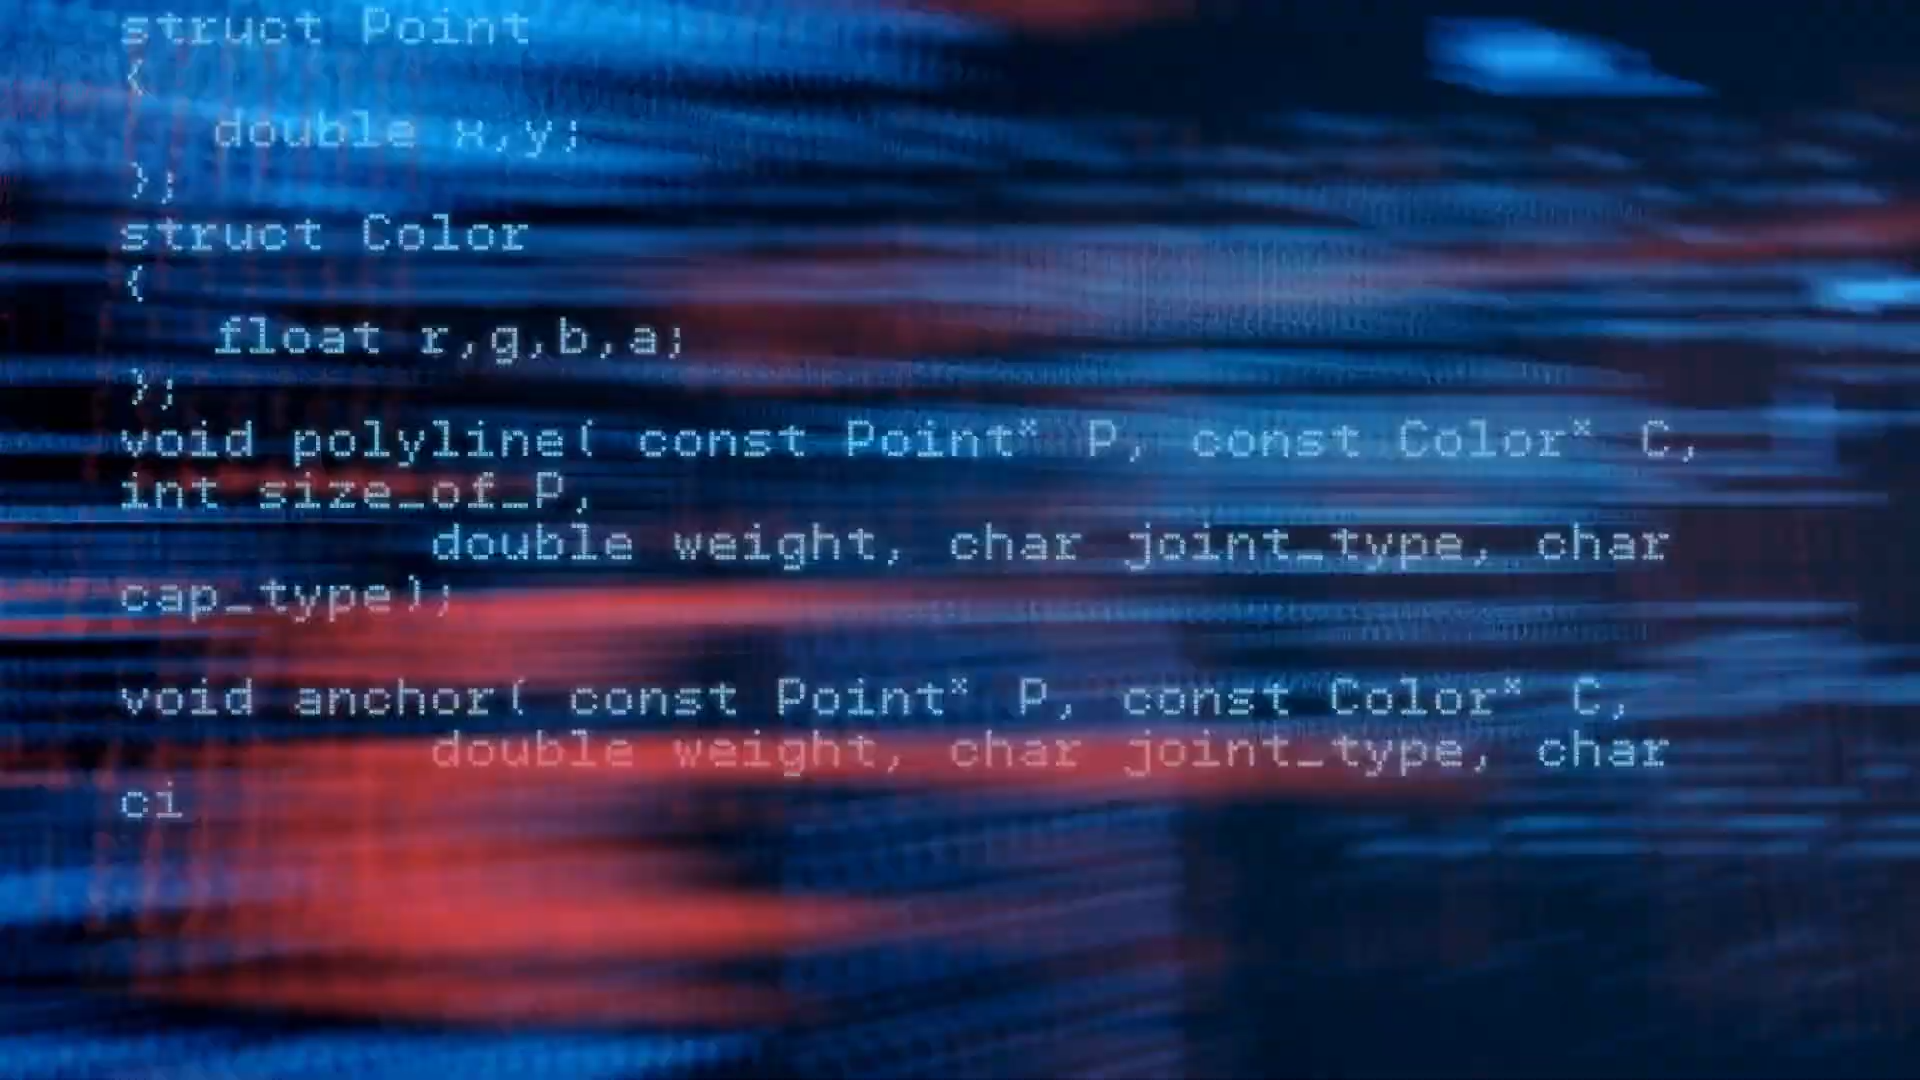 struct Point
{
double x,y;
};
struct Color
{
float r,g,b,a;
};
void polyline( const Point* P, const Color* C,
int size_of_P,
double weight, char joint_type, char
cap_type);
void anchor( const Point* P, const Color* C,
double weight, char joint_type, char
ci